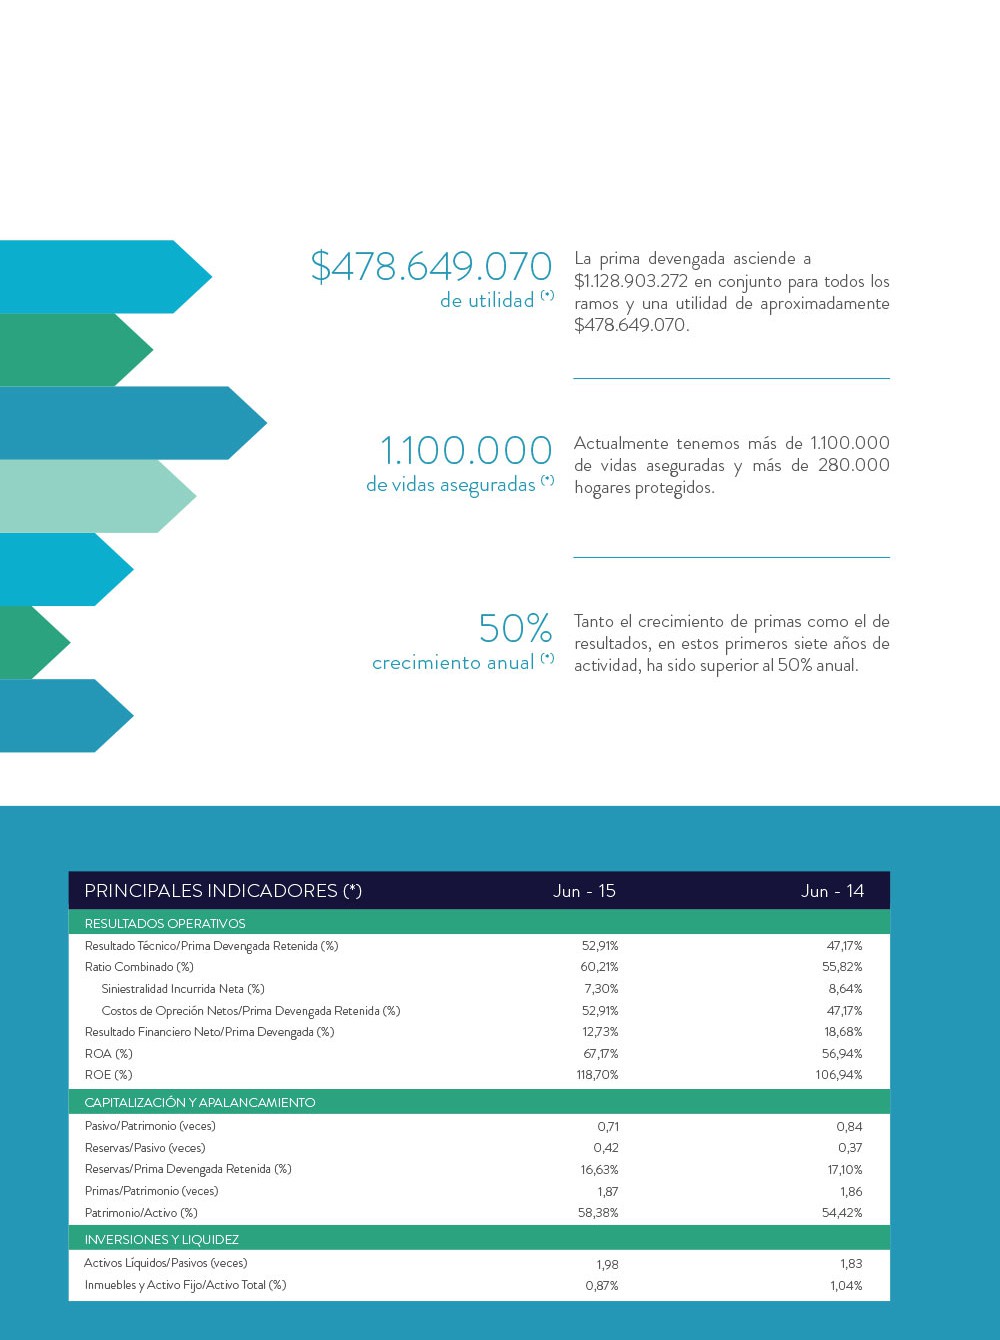 $478.649.070
de utilidad (*)
La prima devengada asciende a
$1.128.903.272 en conjunto para todos los
ramos y una utilidad de aproximadamente
$478.649.070.
1.100.000
de vidas aseguradas (*)
Actualmente tenemos más de 1.100.000
de vidas aseguradas y más de 280.000
hogares protegidos.
50%
crecimiento anual (*)
Tanto el crecimiento de primas como el de
resultados, en estos primeros siete años de
actividad, ha sido superior al 50% anual.
PRINCIPALES INDICADORES (*) Jun - 15 Jun - 14
RESULTADOS OPERATIVOS
Resultado Técnico/Prima Devengada Retenida (%) 52,91% 47,17%
Ratio Combinado (%) 60,21% 55,82%
Siniestralidad Incurrida Neta (%) 7,30% 8,64%
Costos de Opreción Netos/Prima Devengada Retenida (%) 52,91% 47,17%
Resultado Financiero Neto/Prima Devengada (%) 12,73% 18,68%
ROA (%) 67,17% 56,94%
ROE (%) 118,70% 106,94%
CAPITALIZACIÓN Y APALANCAMIENTO
Pasivo/Patrimonio (veces) 0,71 0,84
Reservas/Pasivo (veces) 0,42 0,37
Reservas/Prima Devengada Retenida (%) 16,63% 17,10%
Primas/Patrimonio (veces) 1,87 1,86
Patrimonio/Activo (%) 58,38% 54,42%
INVERSIONES Y LIQUIDEZ
Activos Líquidos/Pasivos (veces) 1,98 1,83
Inmuebles y Activo Fijo/Activo Total (%) 0,87% 1,04%